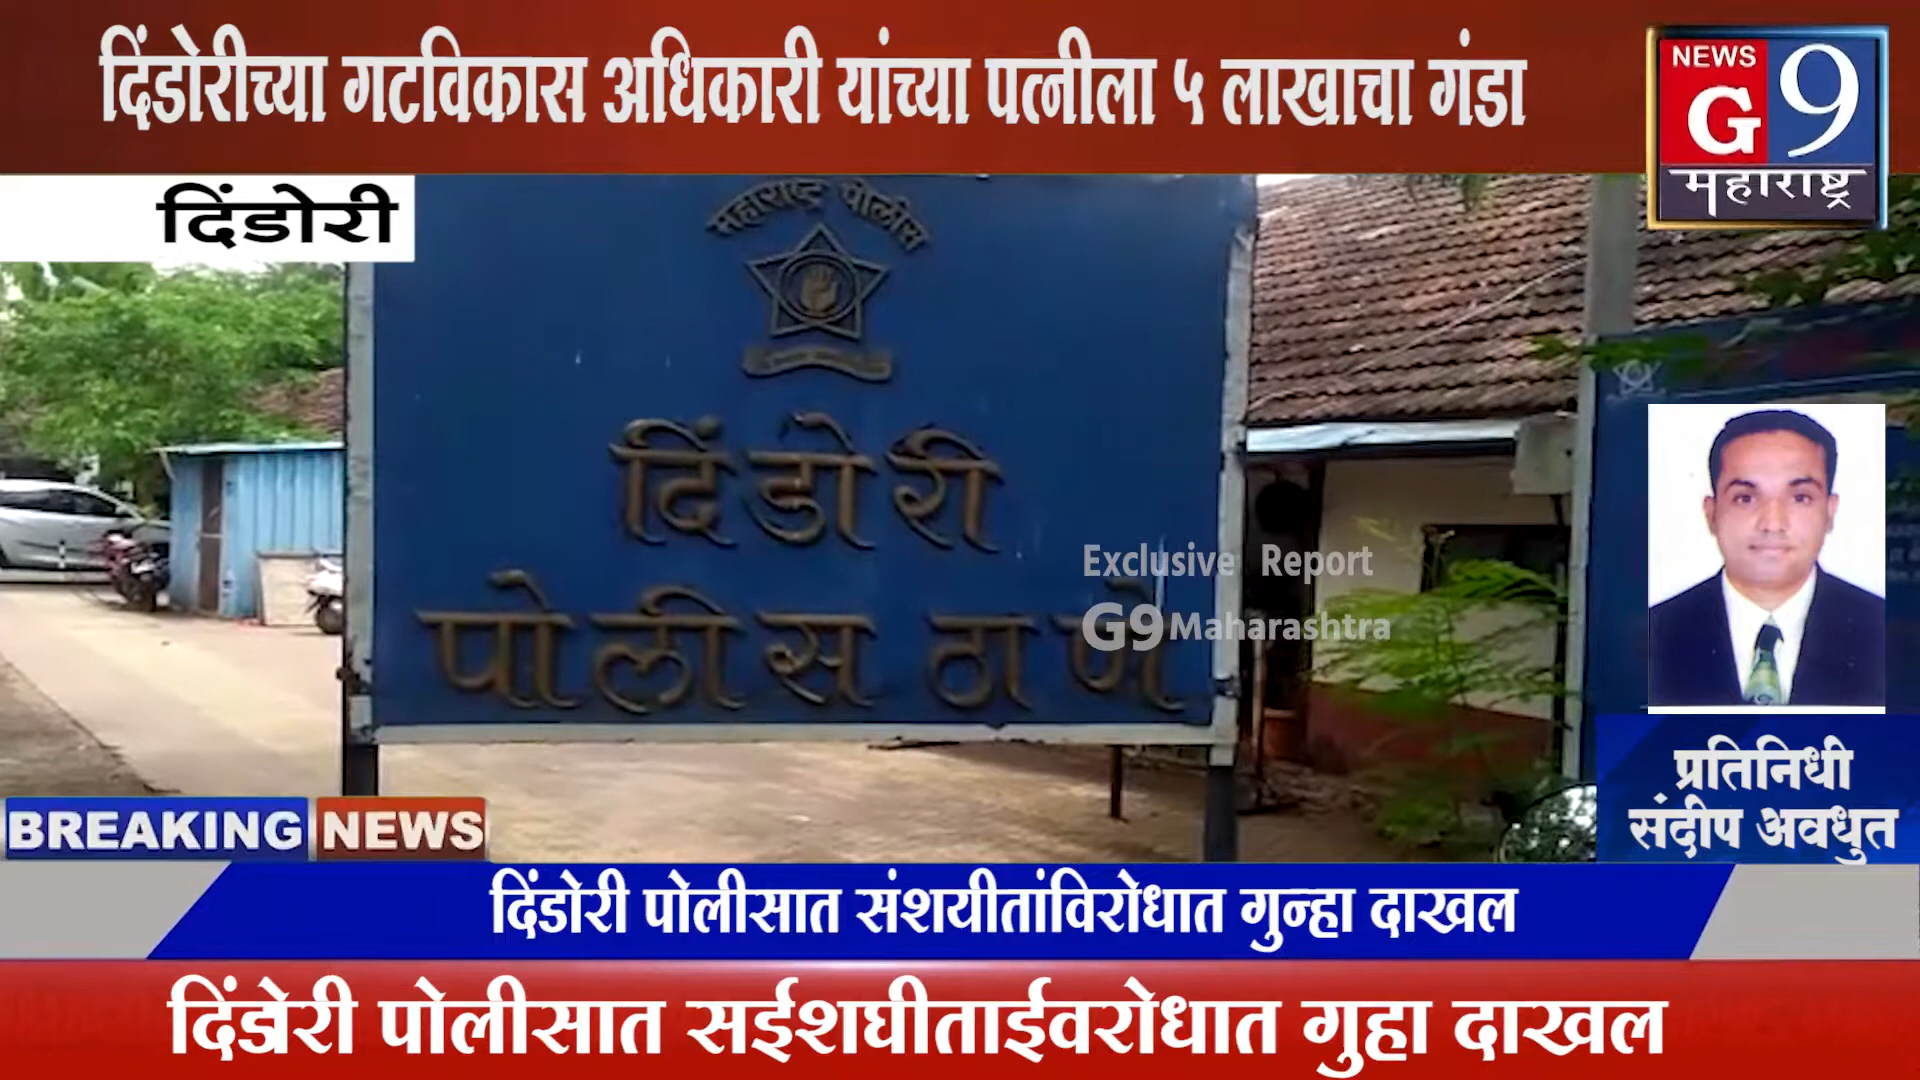 दिंडोरीच्या गटविकास अधिकारी यांच्या पत्नीला ५ लाखाचा गंडा
NEWS
G9
महाराष्ट्र
दिंडोरी
महाराष्ट्र पोलीस
दिंडोरी
पोलीस ठाणे
Exclusive Report
G9 Maharashtra
प्रतिनिधी
संदीप अवधुत
BREAKING NEWS
दिंडोरी पोलीसात संशयीतांविरोधात गुन्हा दाखल
दिंडोरी पोलीसात सईशघीताईवरोधात गुहा दाखल